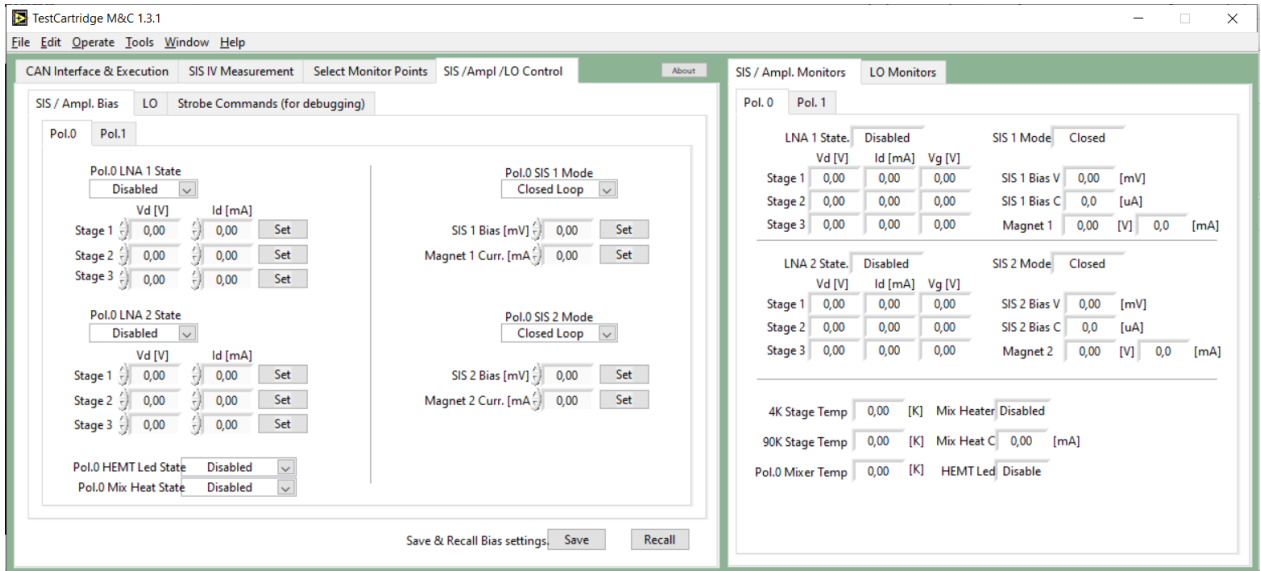 TestCartridge M&C 1.3.1
File Edit Operate Tools Window Help
CAN Interface & Execution SIS IV Measurement Select Monitor Points SIS /Ampl /LO Control About
SIS / Ampl. Bias LO Strobe Commands (for debugging)
Pol.0 Pol.1
Pol.0 LNA 1 State
Disabled
Vd [V] Id [mA]
Stage 1 0,00 0,00 Set
Stage 2 0,00 0,00 Set
Stage 3 0,00 0,00 Set
Pol.0 SIS 1 Mode
Closed Loop
SIS 1 Bias [mV] 0,00 Set
Magnet 1 Curr. [mA 0,00 Set
Pol.0 LNA 2 State
Disabled
Vd [V] Id [mA]
Stage 1 0,00 0,00 Set
Stage 2 0,00 0,00 Set
Stage 3 0,00 0,00 Set
Pol.0 SIS 2 Mode
Closed Loop
SIS 2 Bias [mV] 0,00 Set
Magnet 2 Curr. [mA 0,00 Set
Pol.0 HEMT Led State Disabled
Pol.0 Mix Heat State Disabled
Save & Recall Bias settings. Save Recall
SIS / Ampl. Monitors LO Monitors
Pol. 0 Pol. 1
LNA 1 State. Disabled
Vd [V] Id [mA] Vg [V]
Stage 1 0,00 0,00 0,00
Stage 2 0,00 0,00 0,00
Stage 3 0,00 0,00 0,00
SIS 1 Mode Closed
SIS 1 Bias V 0,00 [mV]
SIS 1 Bias C 0,0 [uA]
Magnet 1 0,00 [V] 0,0 [mA]
LNA 2 State. Disabled
Vd [V] Id [mA] Vg [V]
Stage 1 0,00 0,00 0,00
Stage 2 0,00 0,00 0,00
Stage 3 0,00 0,00 0,00
SIS 2 Mode Closed
SIS 2 Bias V 0,00 [mV]
SIS 2 Bias C 0,0 [uA]
Magnet 2 0,00 [V] 0,0 [mA]
4K Stage Temp 0,00 [K] Mix Heater Disabled
90K Stage Temp 0,00 [K] Mix Heat C 0,00 [mA]
Pol.0 Mixer Temp 0,00 [K] HEMT Led Disable